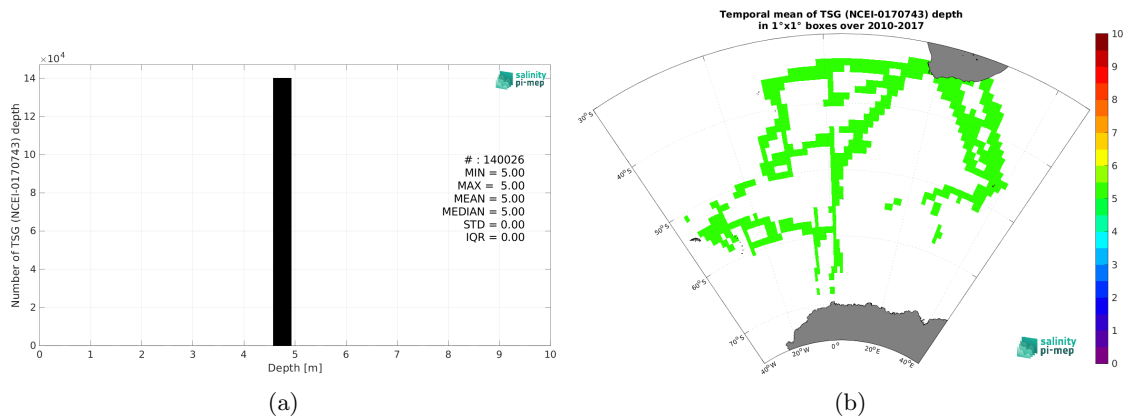 ×10⁴
14
12
10
8
6
4
2
0
Number of TSG (NCEI-0170743) depth
0 1 2 3 4 5 6 7 8 9 10
Depth [m]
salinity
pi-mep
# : 140026
MIN = 5.00
MAX = 5.00
MEAN = 5.00
MEDIAN = 5.00
STD = 0.00
IQR = 0.00
(a)
Temporal mean of TSG (NCEI-0170743) depth
in 1°x1° boxes over 2010-2017
30°S
40°S
50°S
60°S
70°S
40°W
20°W
0°
20°E
40°E
10
9
8
7
6
5
4
3
2
1
0
salinity
pi-mep
(b)